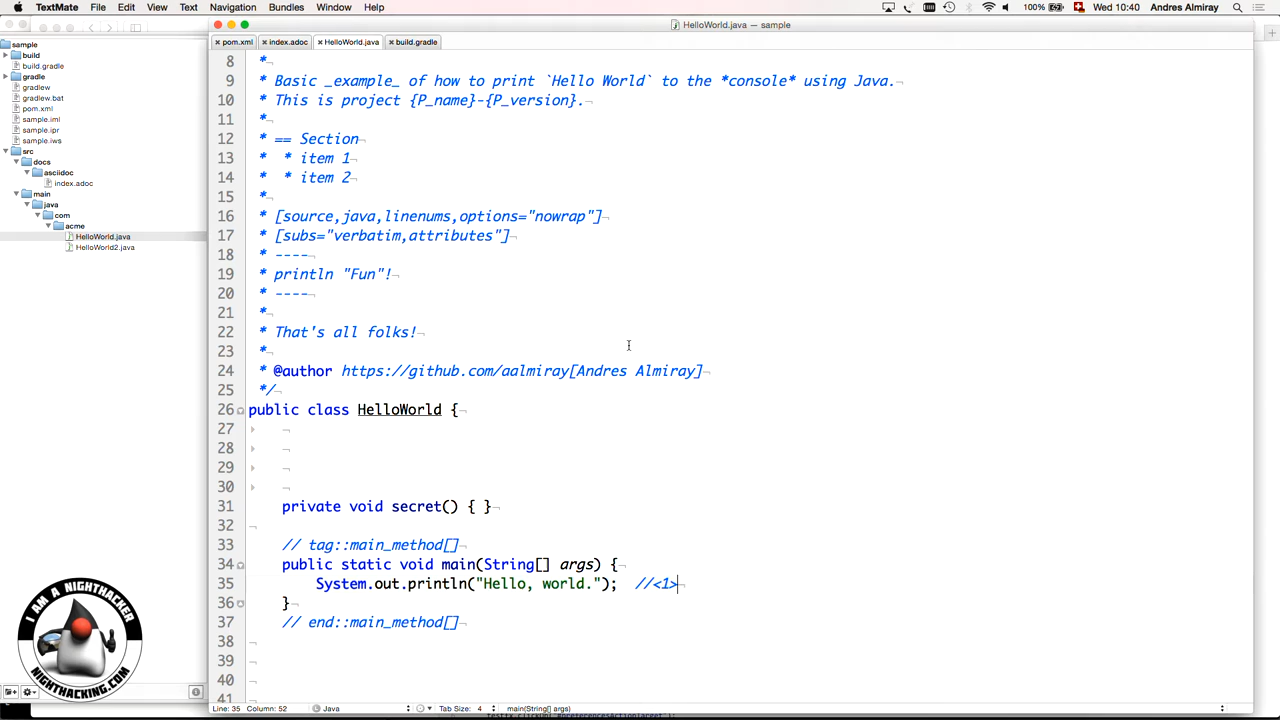 TextMate File Edit View Text Navigation Bundles Window Help 100% Wed 10:40 Andres Almiray
HelloWorld.java — sample
pom.xml index.adoc HelloWorld.java build.gradle
sample
build
build.gradle
gradle
gradlew
gradlew.bat
pom.xml
sample.iml
sample.ipr
sample.iws
src
docs
asciidoc
index.adoc
main
java
com
acme
HelloWorld.java
HelloWorld2.java
8 *
9 * Basic _example_ of how to print `Hello World` to the *console* using Java.
10 * This is project {P_name}-{P_version}.
11 *
12 * == Section
13 * * item 1
14 * * item 2
15 *
16 * [source,java,linenums,options="nowrap"]
17 * [subs="verbatim,attributes"]
18 * ----
19 * println "Fun"!
20 * ----
21 *
22 * That's all folks!
23 *
24 * @author https://github.com/aalmiray[Andres Almiray]
25 */
26 public class HelloWorld {
27
28
29
30
31 private void secret() { }
32
33 // tag::main_method[]
34 public static void main(String[] args) {
35 System.out.println("Hello, world."); //<1>
36 }
37 // end::main_method[]
38
39
40
41
Line: 35 Column: 52 Java Tab Size: 4 main(String[] args)
I AM A NIGHTHACKER
NIGHTHACKING.COM